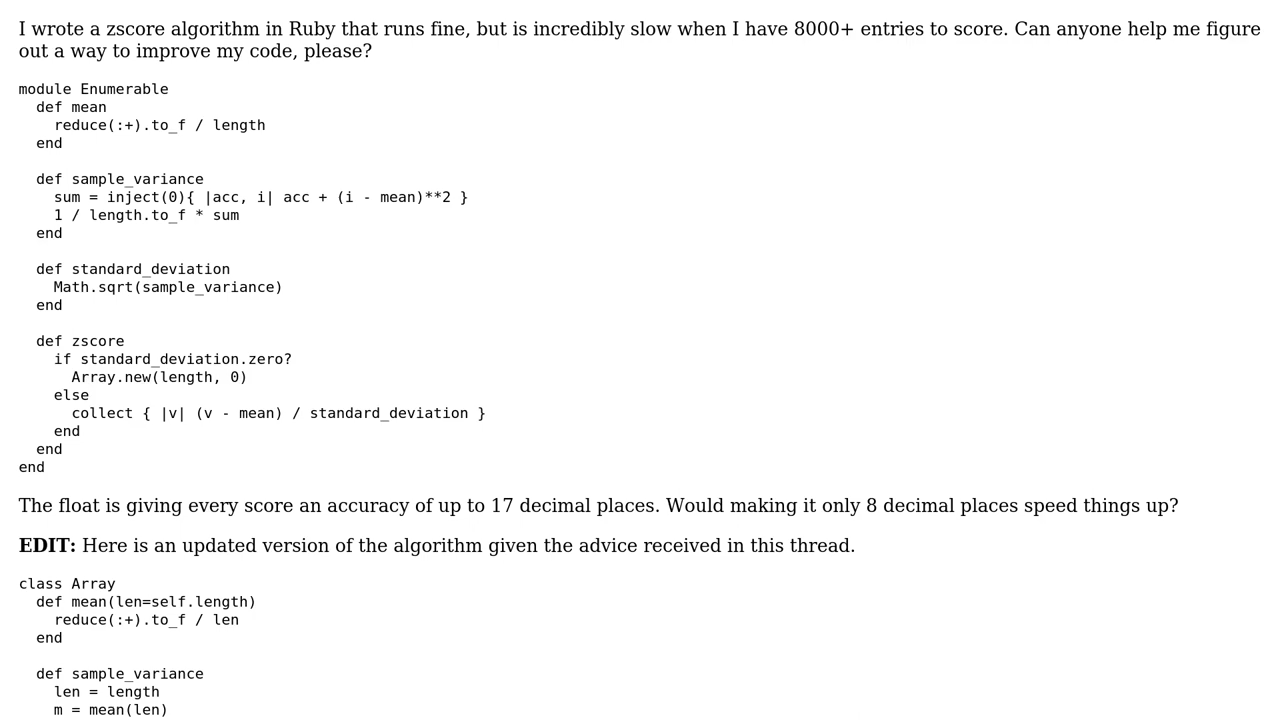 I wrote a zscore algorithm in Ruby that runs fine, but is incredibly slow when I have 8000+ entries to score. Can anyone help me figure
out a way to improve my code, please?
module Enumerable
  def mean
    reduce(:+).to_f / length
  end

  def sample_variance
    sum = inject(0){ |acc, i| acc + (i - mean)**2 }
    1 / length.to_f * sum
  end

  def standard_deviation
    Math.sqrt(sample_variance)
  end

  def zscore
    if standard_deviation.zero?
      Array.new(length, 0)
    else
      collect { |v| (v - mean) / standard_deviation }
    end
  end
end
The float is giving every score an accuracy of up to 17 decimal places. Would making it only 8 decimal places speed things up?
EDIT: Here is an updated version of the algorithm given the advice received in this thread.
class Array
  def mean(len=self.length)
    reduce(:+).to_f / len
  end

  def sample_variance
    len = length
    m = mean(len)